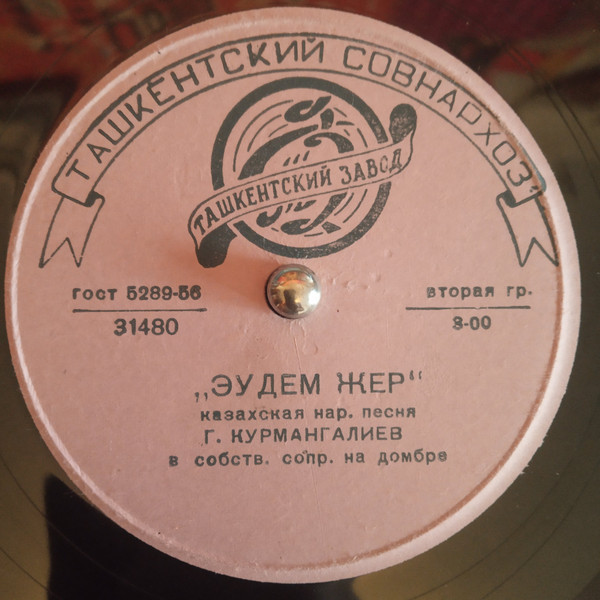 ТАШКЕНТСКИЙ СОВНАРХОЗ
ТАШКЕНТСКИЙ ЗАВОД
гост 5289-56
31480
вторая гр.
3-00
„ЭУДЕМ ЖЕР“
казахская нар. песня
Г. КУРМАНГАЛИЕВ
в собств. сопр. на домбре